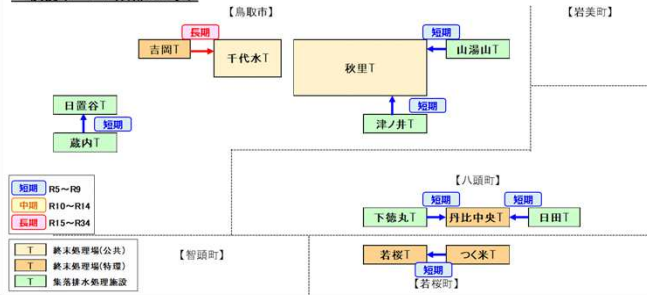 【鳥取市】
【岩美町】
長期
短期
吉岡T
千代水T
秋里T
山湯山T
日置谷T
短期
短期
蔵内T
津ノ井T
【八頭町】
短期 R5～R9
中期 R10～R14
長期 R15～R34
短期
短期
下徳丸T
丹比中央T
日田T
T 終末処理場(公共)
T 終末処理場(特環)
T 集落排水処理施設
【智頭町】
若桜T
つく米T
短期
【若桜町】